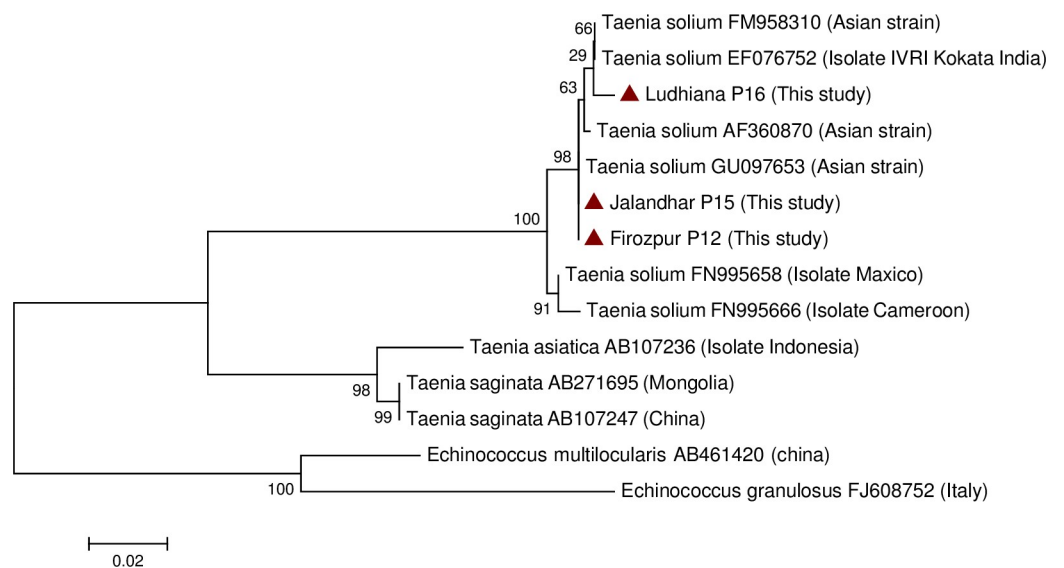 66
Taenia solium FM958310 (Asian strain)
29
Taenia solium EF076752 (Isolate IVRI Kokata India)
63
Ludhiana P16 (This study)
Taenia solium AF360870 (Asian strain)
98
Taenia solium GU097653 (Asian strain)
Jalandhar P15 (This study)
100
Firozpur P12 (This study)
Taenia solium FN995658 (Isolate Maxico)
91
Taenia solium FN995666 (Isolate Cameroon)
Taenia asiatica AB107236 (Isolate Indonesia)
98
Taenia saginata AB271695 (Mongolia)
99
Taenia saginata AB107247 (China)
Echinococcus multilocularis AB461420 (china)
100
Echinococcus granulosus FJ608752 (Italy)
0.02